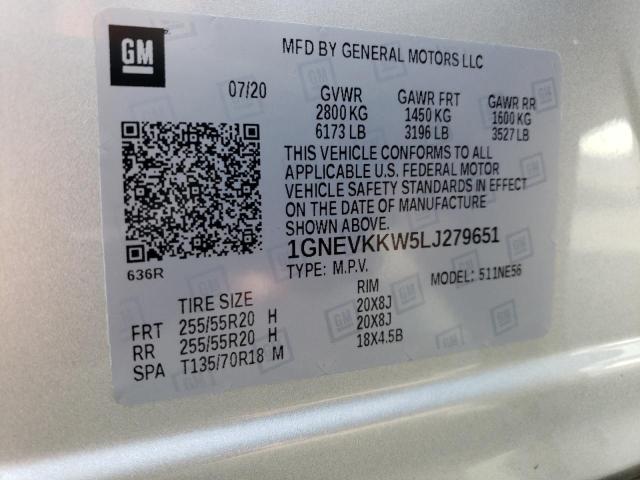 GM
MFD BY GENERAL MOTORS LLC
07/20 GVWR GAWR FRT GAWR RR
2800 KG 1450 KG 1600 KG
6173 LB 3196 LB 3527 LB
THIS VEHICLE CONFORMS TO ALL
APPLICABLE U.S. FEDERAL MOTOR
VEHICLE SAFETY STANDARDS IN EFFECT
ON THE DATE OF MANUFACTURE
SHOWN ABOVE.
1GNEVKKW5LJ279651
636R TYPE: M.P.V. MODEL: 511NE56
TIRE SIZE RIM
FRT 255/55R20 H 20X8J
RR 255/55R20 H 20X8J
SPA T135/70R18 M 18X4.5B